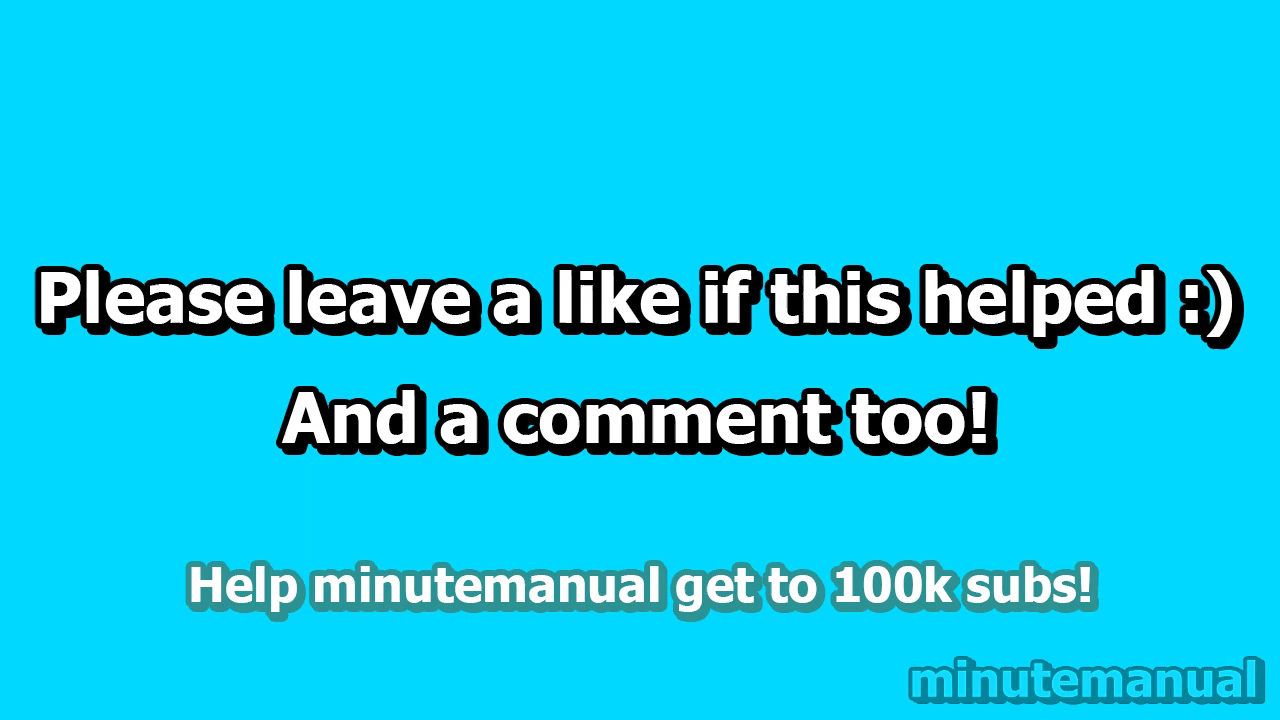 Please leave a like if this helped :)
And a comment too!
Help minutemanual get to 100k subs!
minutemanual